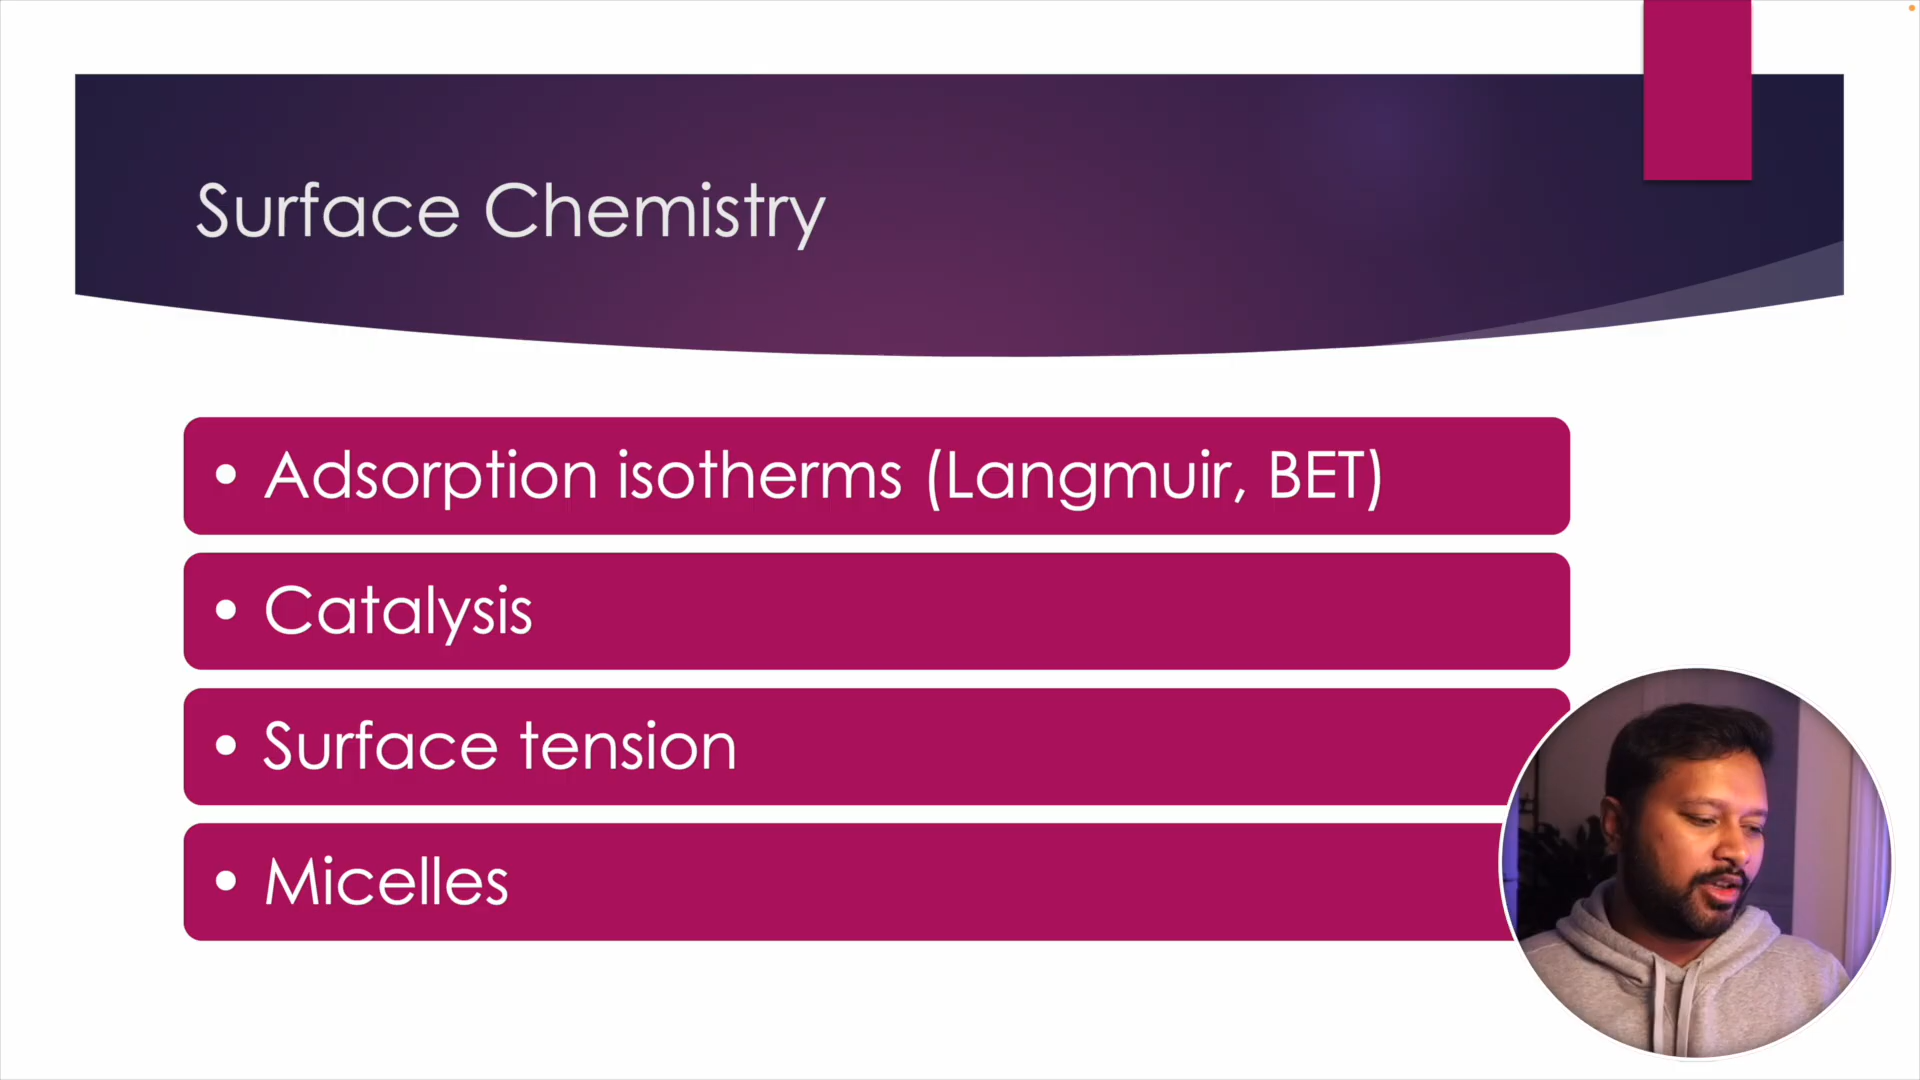 Surface Chemistry
• Adsorption isotherms (Langmuir, BET)
• Catalysis
• Surface tension
• Micelles